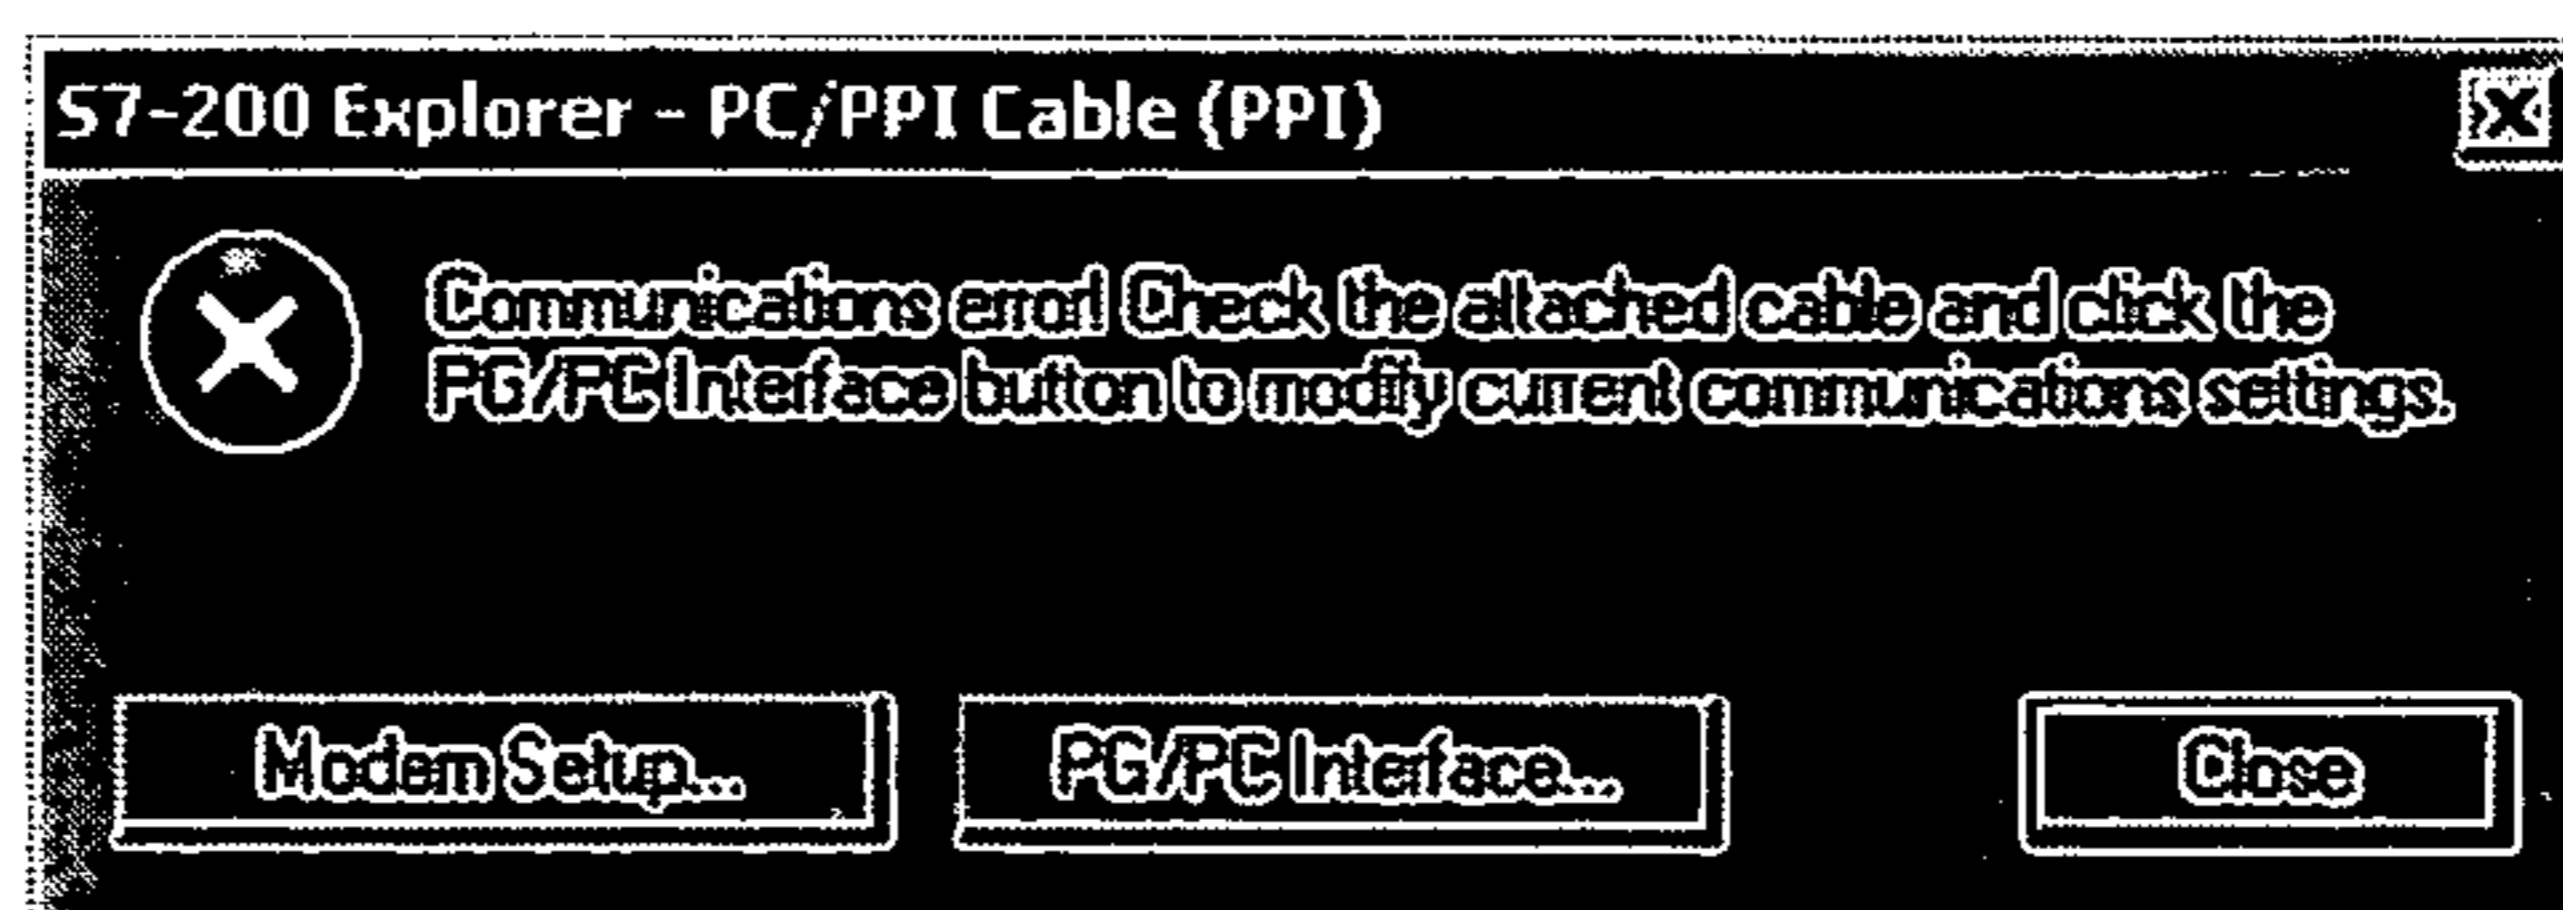 S7-200 Explorer - PC/PPI Cable (PPI)
Communications error! Check the attached cable and click the
PG/PC Interface button to modify current communications settings.
Modem Setup...
PG/PC Interface...
Close